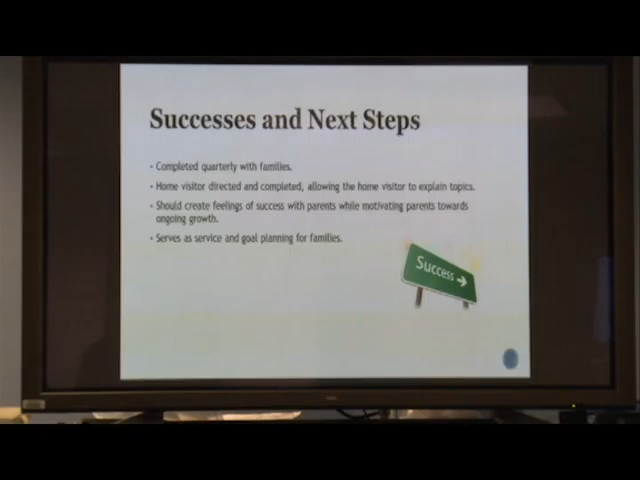 Successes and Next Steps
• Completed quarterly with families.
• Home visitor directed and completed, allowing the home visitor to explain topics.
• Should create feelings of success with parents while motivating parents towards
ongoing growth.
• Serves as service and goal planning for families.
Success →